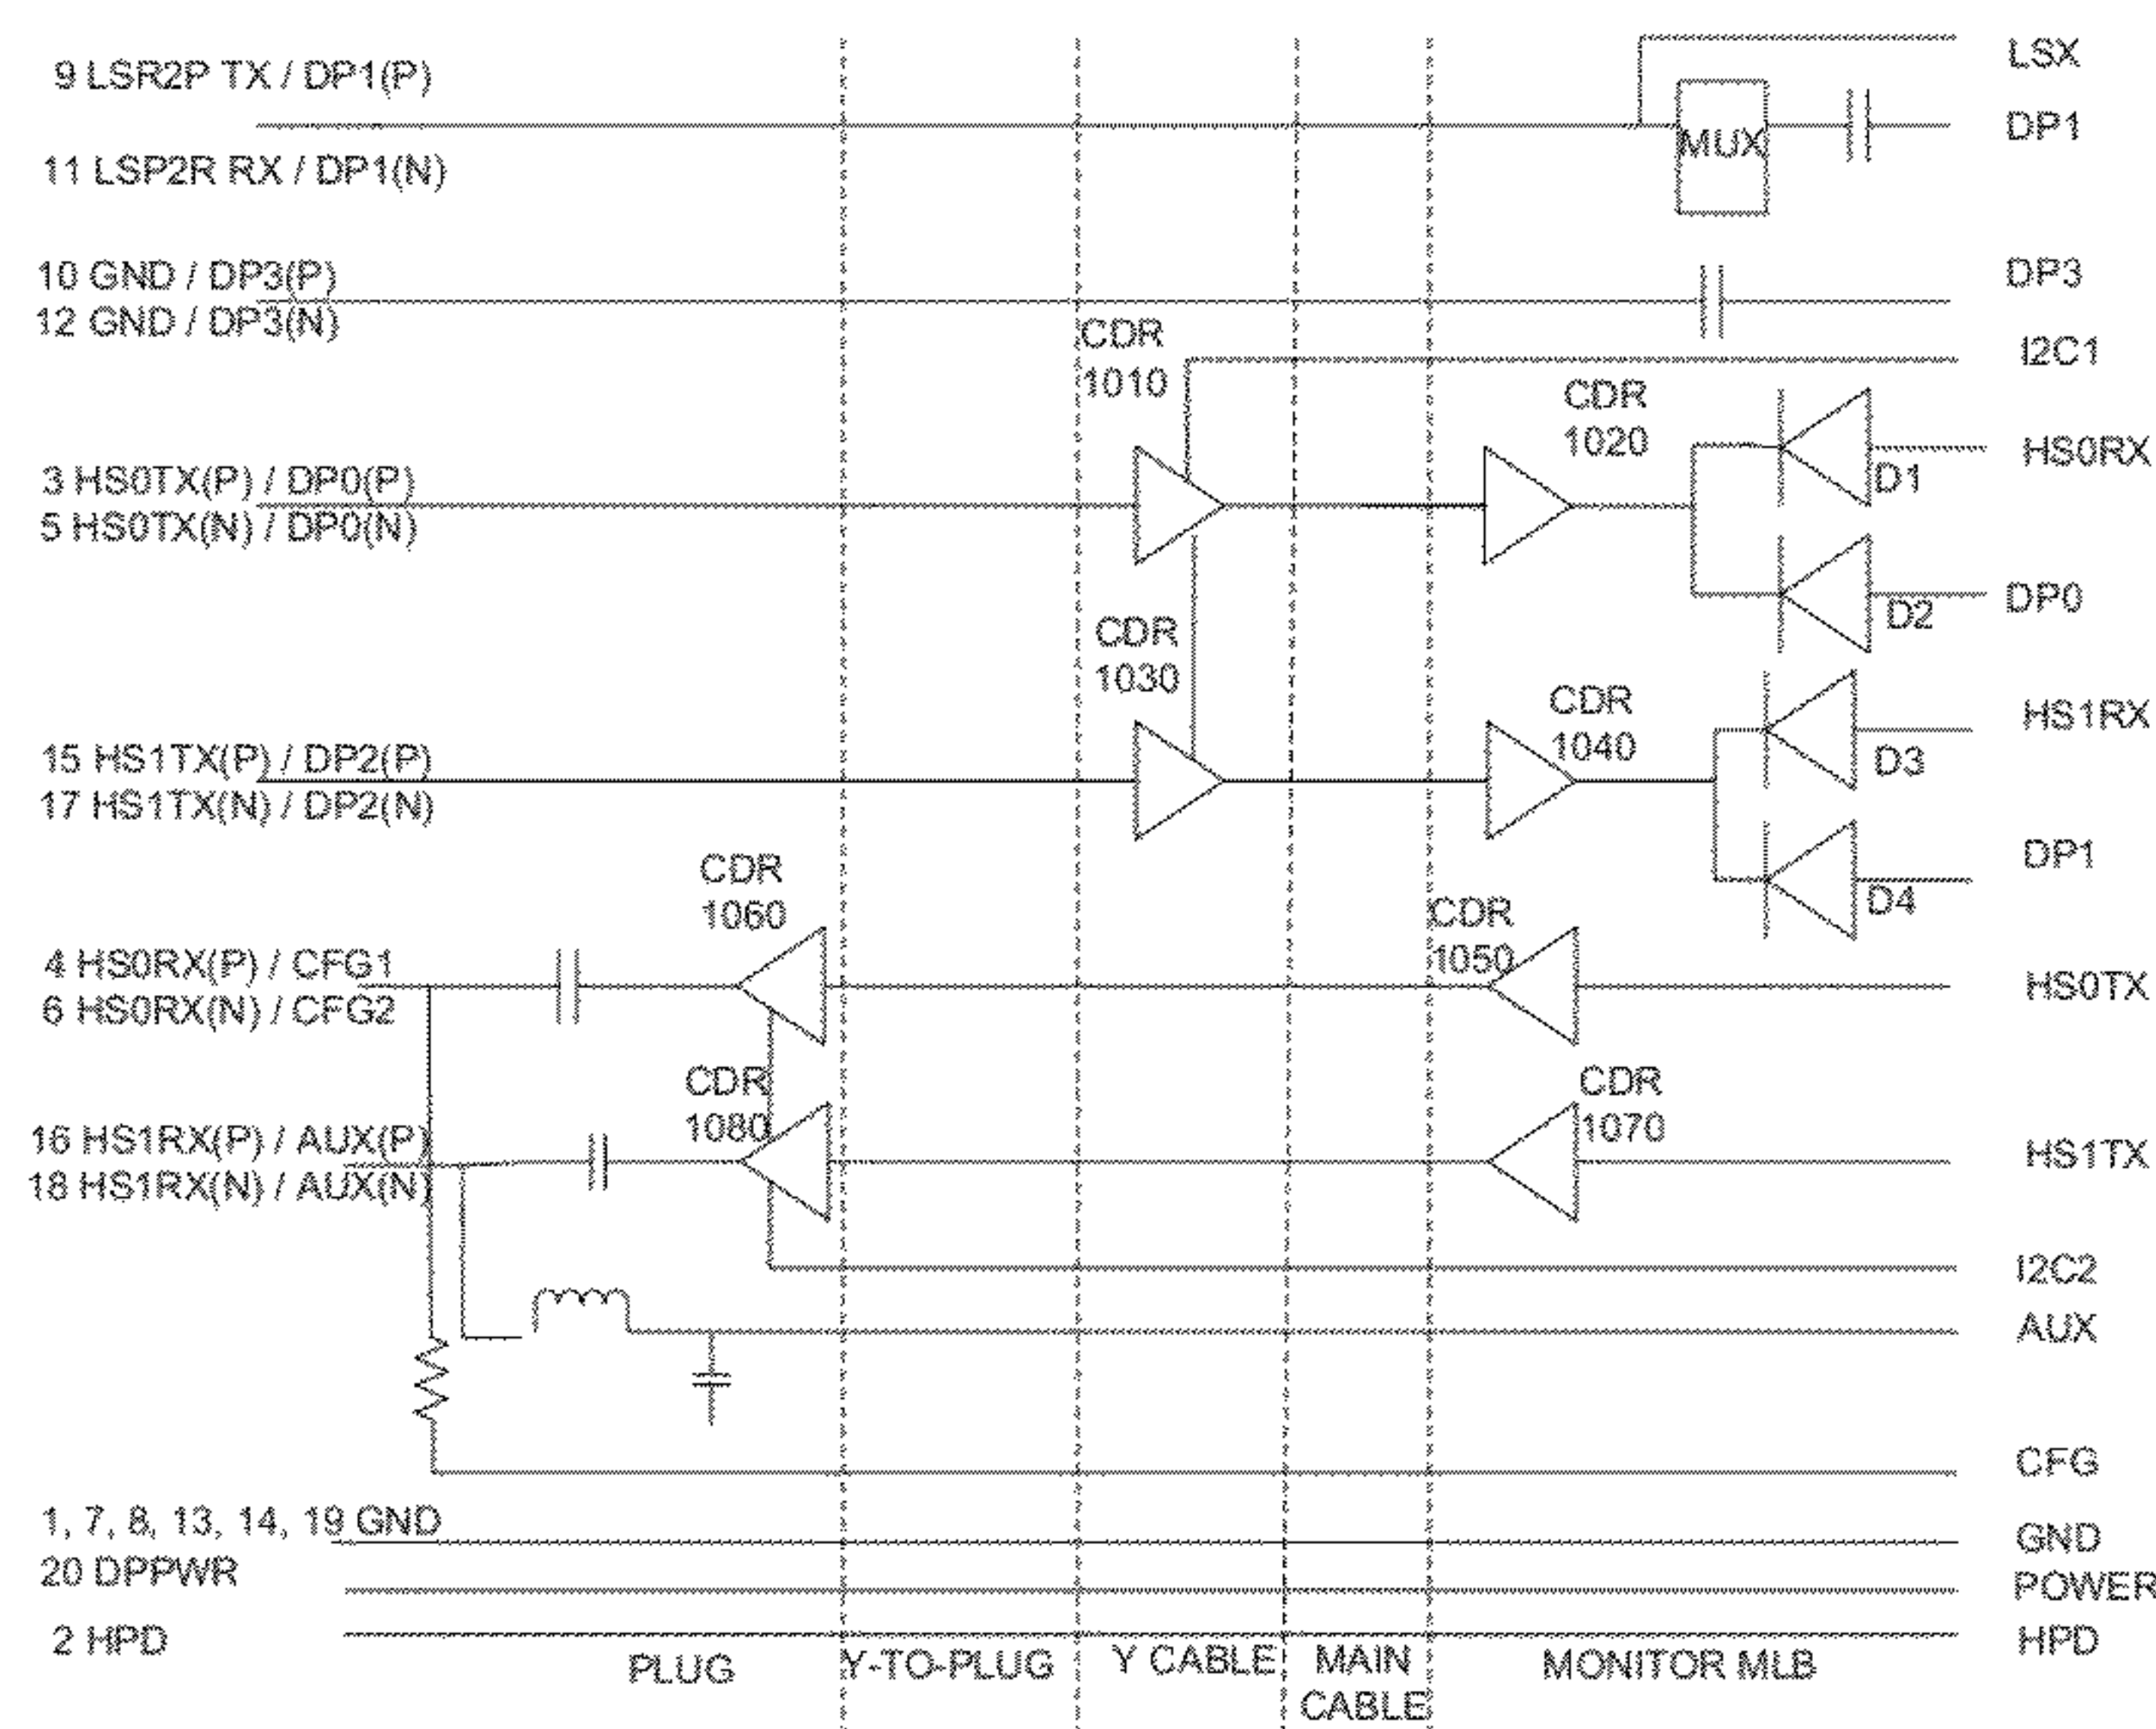 9 LSR2P TX / DP1(P)
LSX
11 LSP2R RX / DP1(N)
MUX
DP1
10 GND / DP3(P)
12 GND / DP3(N)
DP3
CDR
1010
I2C1
3 HS0TX(P) / DP0(P)
5 HS0TX(N) / DP0(N)
CDR
1020
D1
HS0RX
D2
DP0
CDR
1030
15 HS1TX(P) / DP2(P)
17 HS1TX(N) / DP2(N)
CDR
1040
D3
HS1RX
D4
DP1
CDR
1060
CDR
1050
4 HS0RX(P) / CFG1
6 HS0RX(N) / CFG2
HS0TX
CDR
1080
CDR
1070
16 HS1RX(P) / AUX(P)
18 HS1RX(N) / AUX(N)
HS1TX
I2C2
AUX
CFG
1, 7, 8, 13, 14, 19 GND
GND
20 DPPWR
POWER
2 HPD
HPD
PLUG
Y-TO-PLUG
Y CABLE
MAIN
CABLE
MONITOR MLB